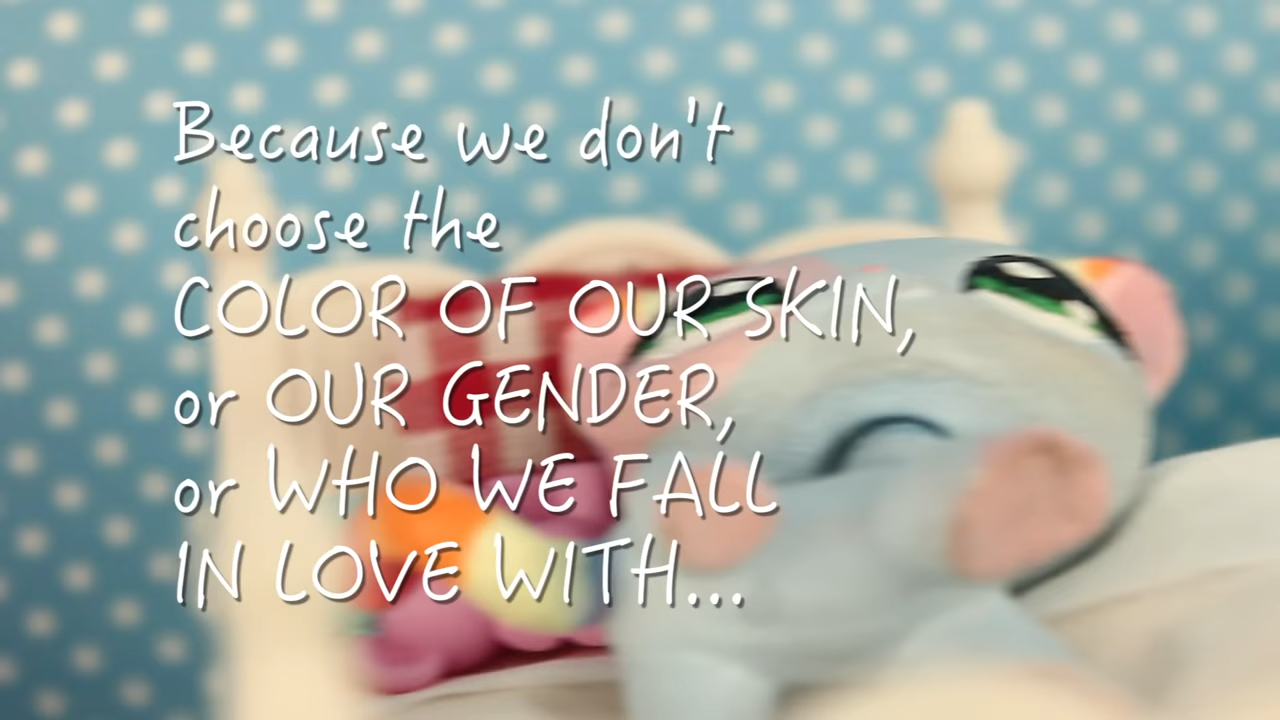 Because we don't
choose the
COLOR OF OUR SKIN,
or OUR GENDER,
or WHO WE FALL
IN LOVE WITH...